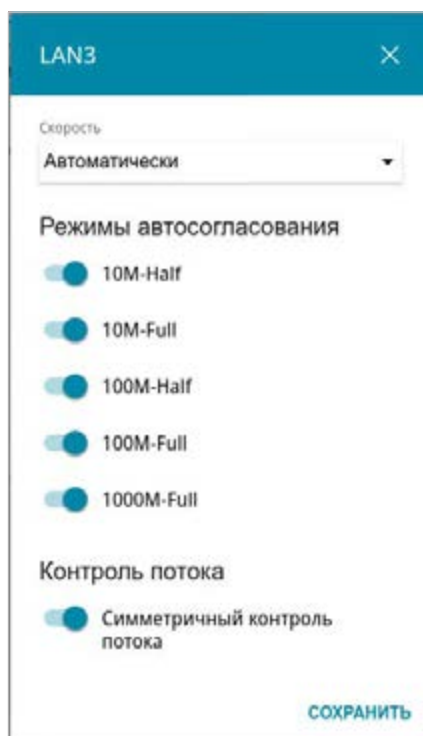 LAN3
Скорость
Автоматически
Режимы автосогласования
10M-Half
10M-Full
100M-Half
100M-Full
1000M-Full
Контроль потока
Симметричный контроль
потока
СОХРАНИТЬ